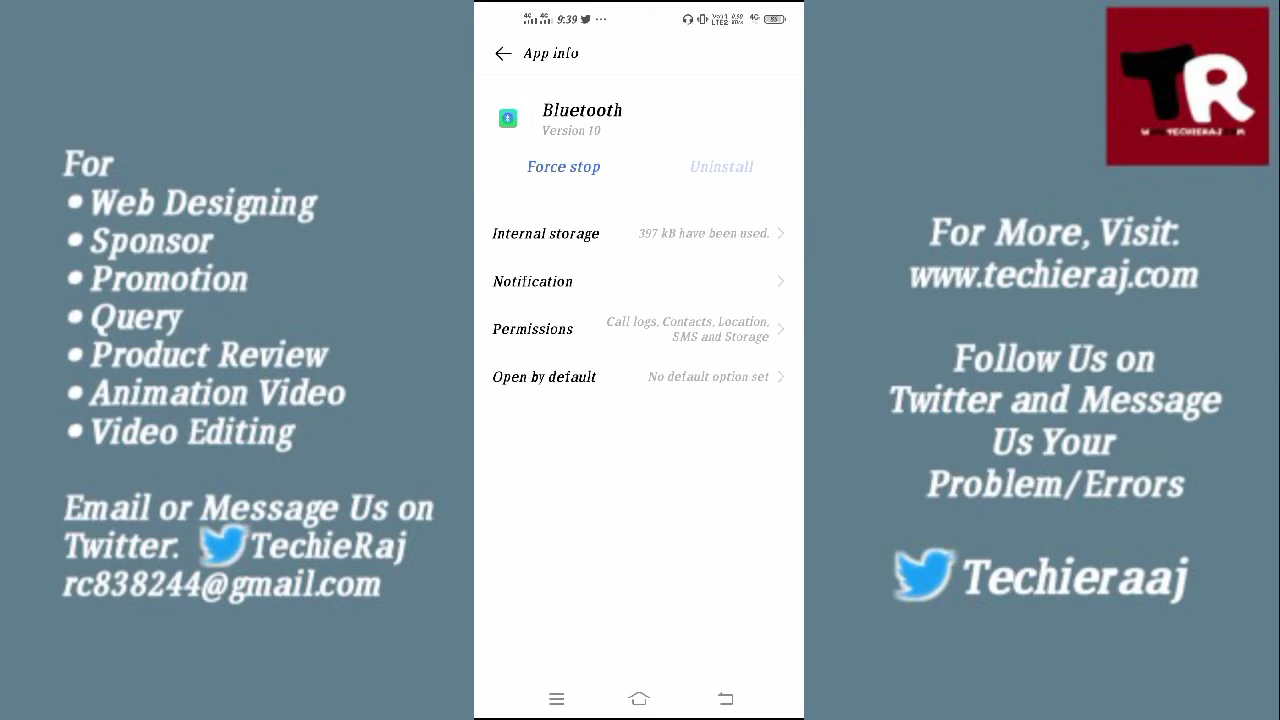 For
• Web Designing
• Sponsor
• Promotion
• Query
• Product Review
• Animation Video
• Video Editing
Email or Message Us on
Twitter. TechieRaj
rc838244@gmail.com
4G 4G 9:39 ···
4G
App info
Bluetooth
Version 10
Force stop Uninstall
Internal storage 397 kB have been used.
Notification
Permissions Call logs, Contacts, Location,
SMS and Storage
Open by default No default option set
TR
For More, Visit:
www.techieraj.com
Follow Us on
Twitter and Message
Us Your
Problem/Errors
Techieraaj